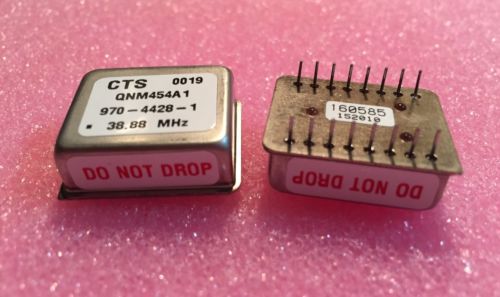 CTS 0019
QNM454A1
970-4428-1
38.88 MHz
DO NOT DROP
160585
152010
DO NOT DROP